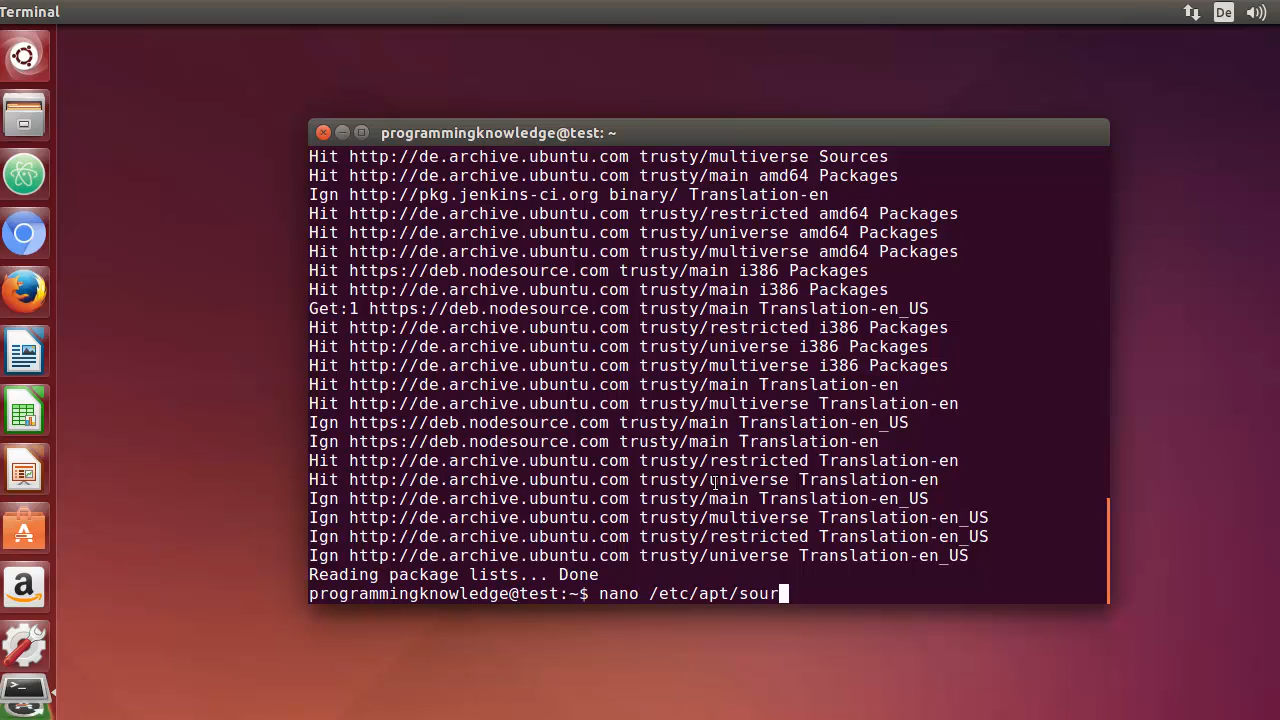 Terminal
De
programmingknowledge@test: ~
Hit http://de.archive.ubuntu.com trusty/multiverse Sources
Hit http://de.archive.ubuntu.com trusty/main amd64 Packages
Ign http://pkg.jenkins-ci.org binary/ Translation-en
Hit http://de.archive.ubuntu.com trusty/restricted amd64 Packages
Hit http://de.archive.ubuntu.com trusty/universe amd64 Packages
Hit http://de.archive.ubuntu.com trusty/multiverse amd64 Packages
Hit https://deb.nodesource.com trusty/main i386 Packages
Hit http://de.archive.ubuntu.com trusty/main i386 Packages
Get:1 https://deb.nodesource.com trusty/main Translation-en_US
Hit http://de.archive.ubuntu.com trusty/restricted i386 Packages
Hit http://de.archive.ubuntu.com trusty/universe i386 Packages
Hit http://de.archive.ubuntu.com trusty/multiverse i386 Packages
Hit http://de.archive.ubuntu.com trusty/main Translation-en
Hit http://de.archive.ubuntu.com trusty/multiverse Translation-en
Ign https://deb.nodesource.com trusty/main Translation-en_US
Ign https://deb.nodesource.com trusty/main Translation-en
Hit http://de.archive.ubuntu.com trusty/restricted Translation-en
Hit http://de.archive.ubuntu.com trusty/universe Translation-en
Ign http://de.archive.ubuntu.com trusty/main Translation-en_US
Ign http://de.archive.ubuntu.com trusty/multiverse Translation-en_US
Ign http://de.archive.ubuntu.com trusty/restricted Translation-en_US
Ign http://de.archive.ubuntu.com trusty/universe Translation-en_US
Reading package lists... Done
programmingknowledge@test:~$ nano /etc/apt/sour